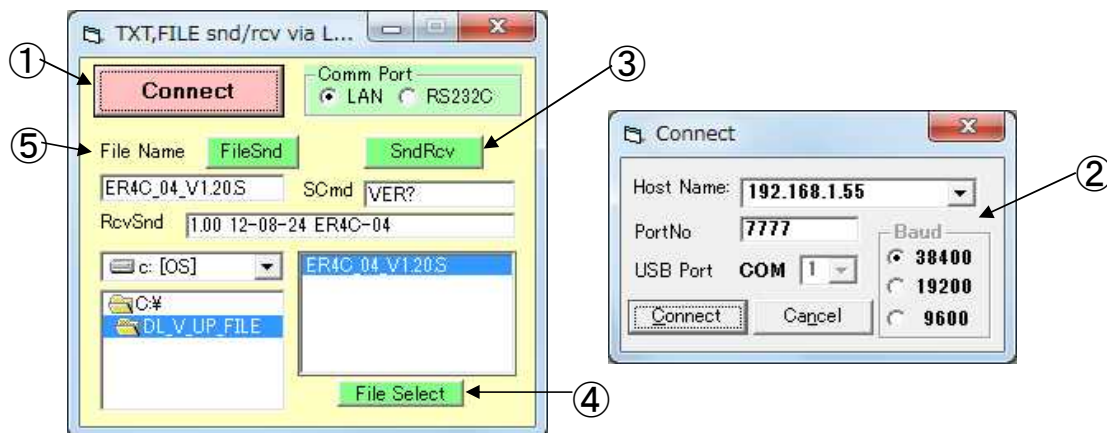 TXT,FILE snd/rcv via L...
①
Connect
Comm Port
LAN RS232C
③
⑤
File Name FileSnd SndRcv
ER4C_04_V1.20.S SCmd VER?
RcvSnd 1.00 12-08-24 ER4C-04
c: [OS]
C:¥
DL_V_UP_FILE
ER4C_04_V1.20.S
File Select
④
Connect
Host Name: 192.168.1.55
②
PortNo 7777
USB Port COM 1
Baud
38400
19200
9600
Connect Cancel